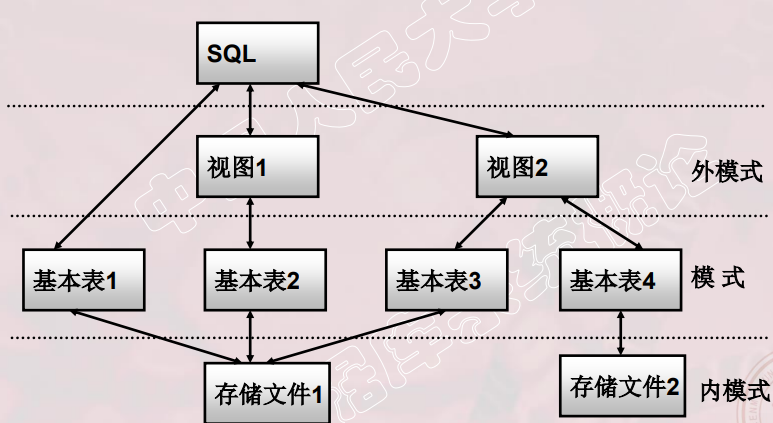 SQL
视图1
视图2
外模式
基本表1
基本表2
基本表3
基本表4
模 式
存储文件1
存储文件2
内模式